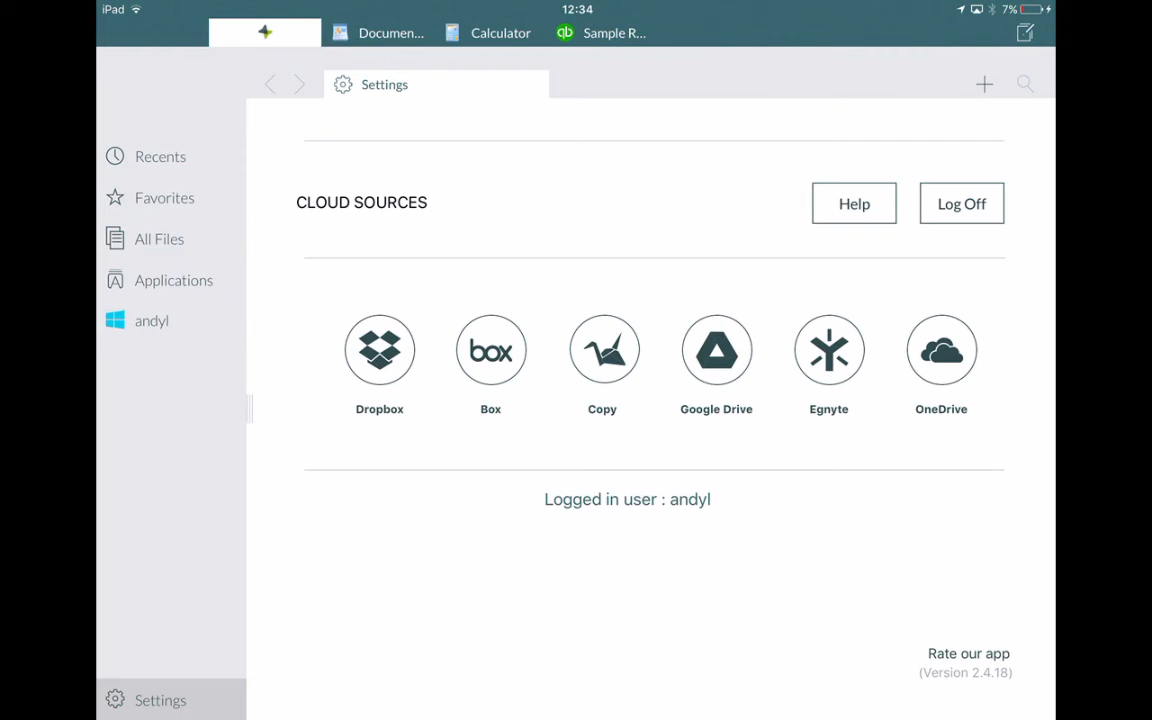 iPad 12:34 7%
Documen... Calculator qb Sample R...
Settings
Recents
Favorites
All Files
Applications
andyl
CLOUD SOURCES Help Log Off
box
Dropbox Box Copy Google Drive Egnyte OneDrive
Logged in user : andyl
Rate our app
(Version 2.4.18)
Settings